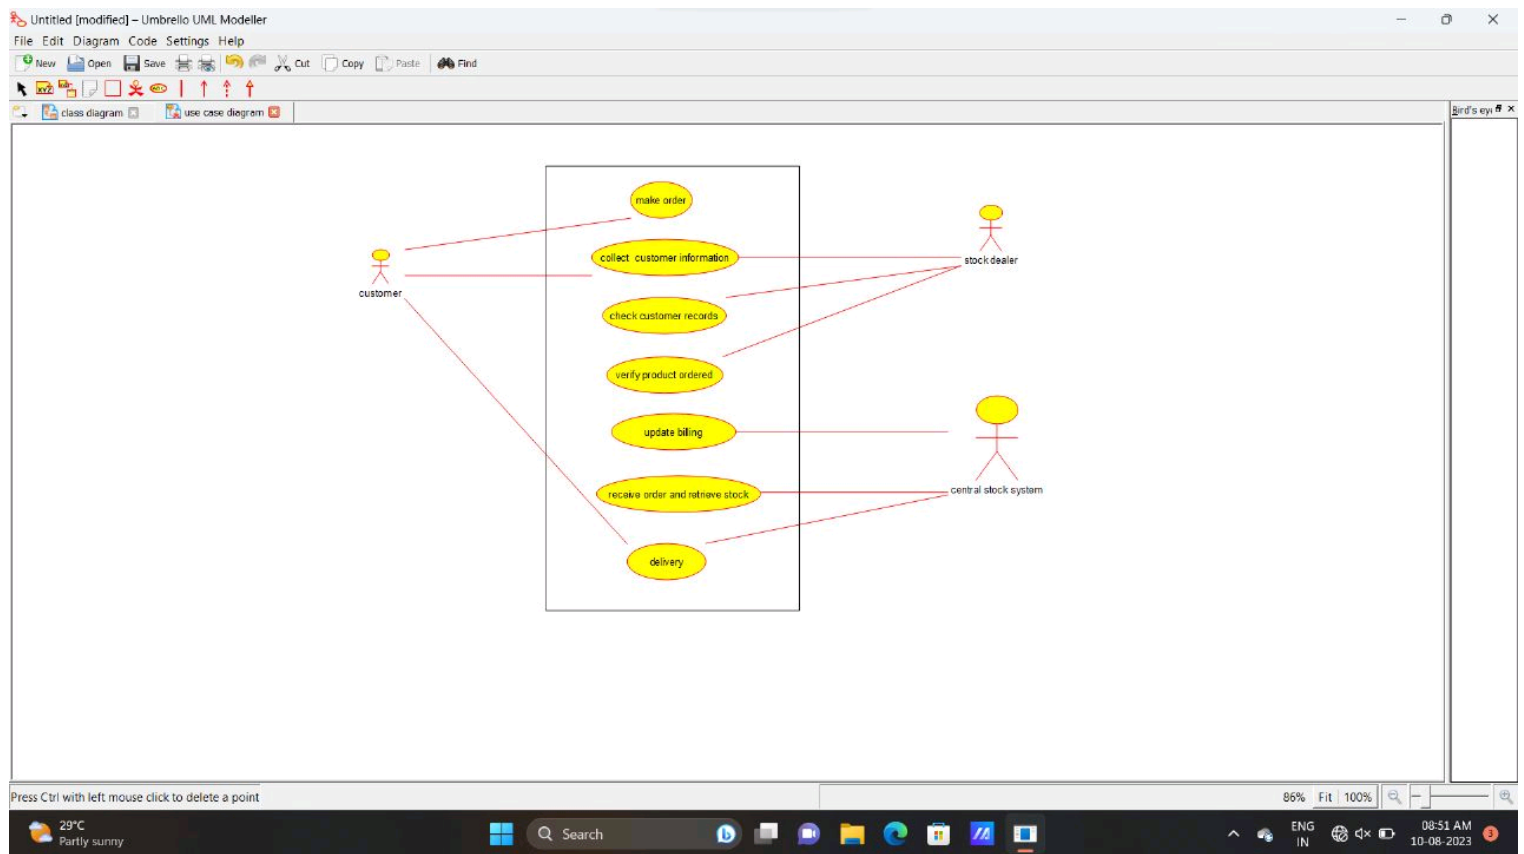 Untitled [modified] – Umbrello UML Modeller
File Edit Diagram Code Settings Help
New Open Save Cut Copy Paste Find
class diagram use case diagram
Bird's eye
make order
collect customer information
stock dealer
customer
check customer records
verify product ordered
update billing
central stock system
receive order and retrieve stock
delivery
Press Ctrl with left mouse click to delete a point
86% Fit 100%
29°C
Partly sunny
Search
ENG
IN
08:51 AM
10-08-2023
3